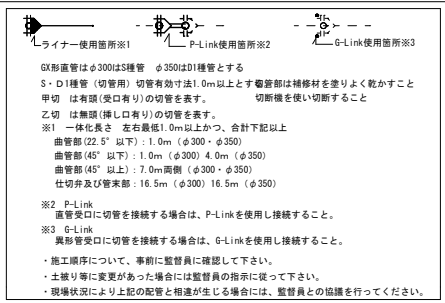 ライナー使用箇所※1
P-Link使用箇所※2
G-Link使用箇所※3
GX形直管はφ300はS種管 φ350はD1種管とする
S・D1種管（切管用）切管有効寸法1.0m以上とする
切管部は補修材を塗りよく乾かすこと
甲切 は有頭(受口有り)の切管を表す。
切断機を使い切断すること
乙切 は無頭(挿し口有り)の切管を表す。
※1 一体化長さ 左右最低1.0m以上かつ、合計下記以上
曲管部(22.5°以下)：1.0m（φ300・φ350）
曲管部(45°以下)：1.0m（φ300）4.0m（φ350）
曲管部(45°以上)：7.0m両側（φ300・φ350）
仕切弁及び管末部：16.5m（φ300）16.5m（φ350）
※2 P-Link
直管受口に切管を接続する場合は、P-Linkを使用し接続すること。
※3 G-Link
異形管受口に切管を接続する場合は、G-Linkを使用し接続すること。
・施工順序について、事前に監督員に確認して下さい。
・土被り等に変更があった場合には監督員の指示に従って下さい。
・現場状況により上記の配管と相違が生じる場合には、監督員との協議を行ってください。